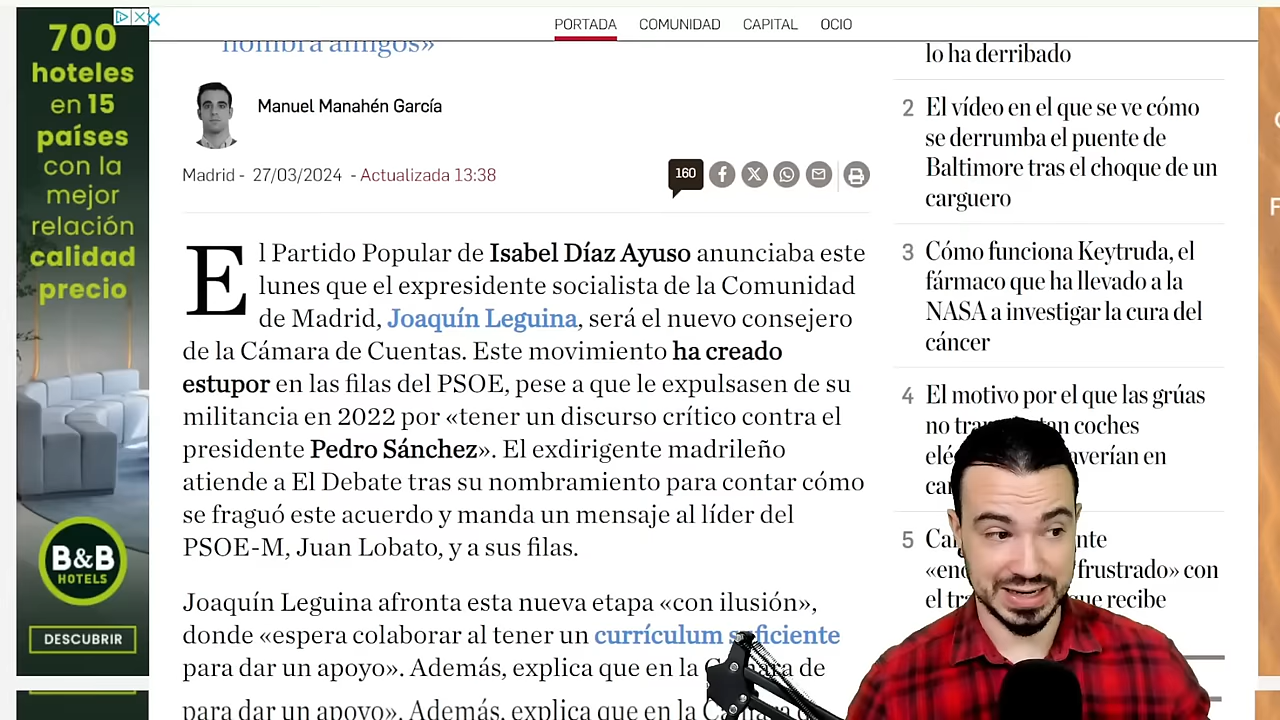 700
hoteles
en 15
países
con la
mejor
relación
calidad
precio
B&B
HOTELS
DESCUBRIR
PORTADA COMUNIDAD CAPITAL OCIO
nombra amigos»
Manuel Manahén García
Madrid - 27/03/2024 - Actualizada 13:38
160
El Partido Popular de Isabel Díaz Ayuso anunciaba este
lunes que el expresidente socialista de la Comunidad
de Madrid, Joaquín Leguina, será el nuevo consejero
de la Cámara de Cuentas. Este movimiento ha creado
estupor en las filas del PSOE, pese a que le expulsasen de su
militancia en 2022 por «tener un discurso crítico contra el
presidente Pedro Sánchez». El exdirigente madrileño
atiende a El Debate tras su nombramiento para contar cómo
se fraguó este acuerdo y manda un mensaje al líder del
PSOE-M, Juan Lobato, y a sus filas.
Joaquín Leguina afronta esta nueva etapa «con ilusión»,
donde «espera colaborar al tener un currículum suficiente
para dar un apoyo». Además, explica que en la Cámara de
para dar un apoyo». Además, explica que en la
lo ha derribado
2 El vídeo en el que se ve cómo
se derrumba el puente de
Baltimore tras el choque de un
carguero
3 Cómo funciona Keytruda, el
fármaco que ha llevado a la
NASA a investigar la cura del
cáncer
4 El motivo por el que las grúas
no coches
averían en
5
frustrado» con
el que recibe